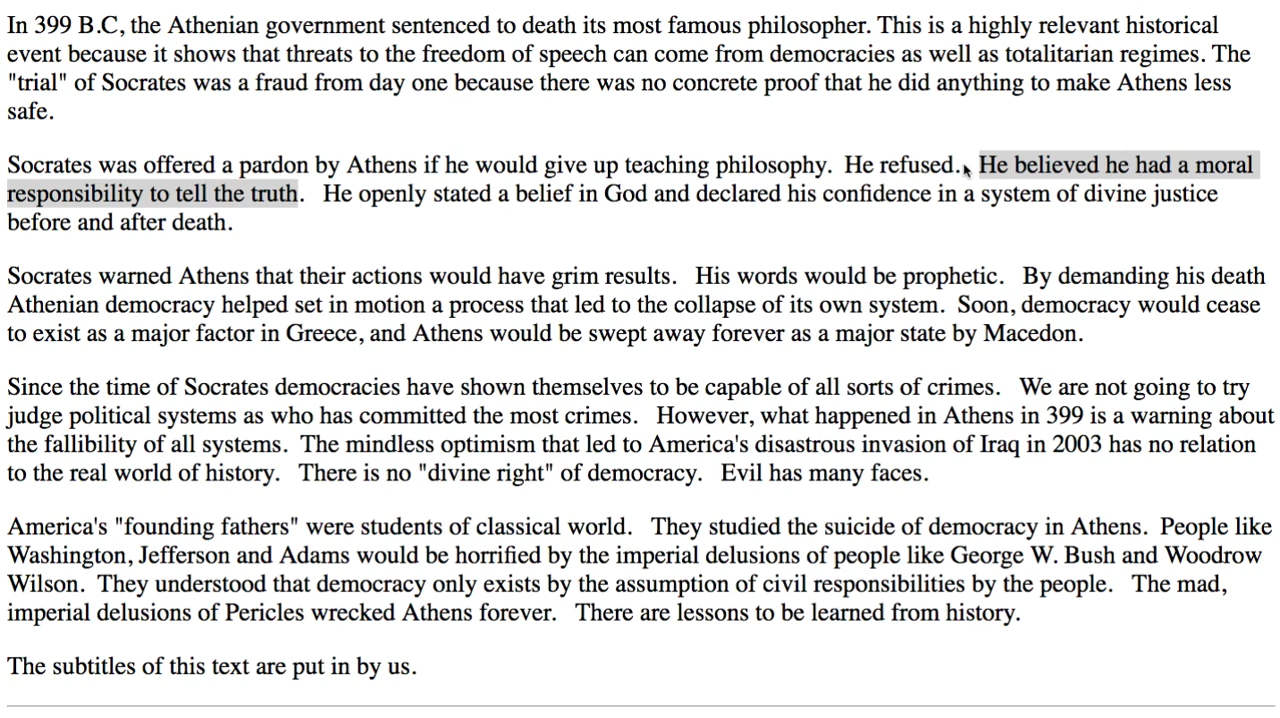 In 399 B.C, the Athenian government sentenced to death its most famous philosopher. This is a highly relevant historical
event because it shows that threats to the freedom of speech can come from democracies as well as totalitarian regimes. The
"trial" of Socrates was a fraud from day one because there was no concrete proof that he did anything to make Athens less
safe.
Socrates was offered a pardon by Athens if he would give up teaching philosophy. He refused. He believed he had a moral
responsibility to tell the truth. He openly stated a belief in God and declared his confidence in a system of divine justice
before and after death.
Socrates warned Athens that their actions would have grim results. His words would be prophetic. By demanding his death
Athenian democracy helped set in motion a process that led to the collapse of its own system. Soon, democracy would cease
to exist as a major factor in Greece, and Athens would be swept away forever as a major state by Macedon.
Since the time of Socrates democracies have shown themselves to be capable of all sorts of crimes. We are not going to try
judge political systems as who has committed the most crimes. However, what happened in Athens in 399 is a warning about
the fallibility of all systems. The mindless optimism that led to America's disastrous invasion of Iraq in 2003 has no relation
to the real world of history. There is no "divine right" of democracy. Evil has many faces.
America's "founding fathers" were students of classical world. They studied the suicide of democracy in Athens. People like
Washington, Jefferson and Adams would be horrified by the imperial delusions of people like George W. Bush and Woodrow
Wilson. They understood that democracy only exists by the assumption of civil responsibilities by the people. The mad,
imperial delusions of Pericles wrecked Athens forever. There are lessons to be learned from history.
The subtitles of this text are put in by us.